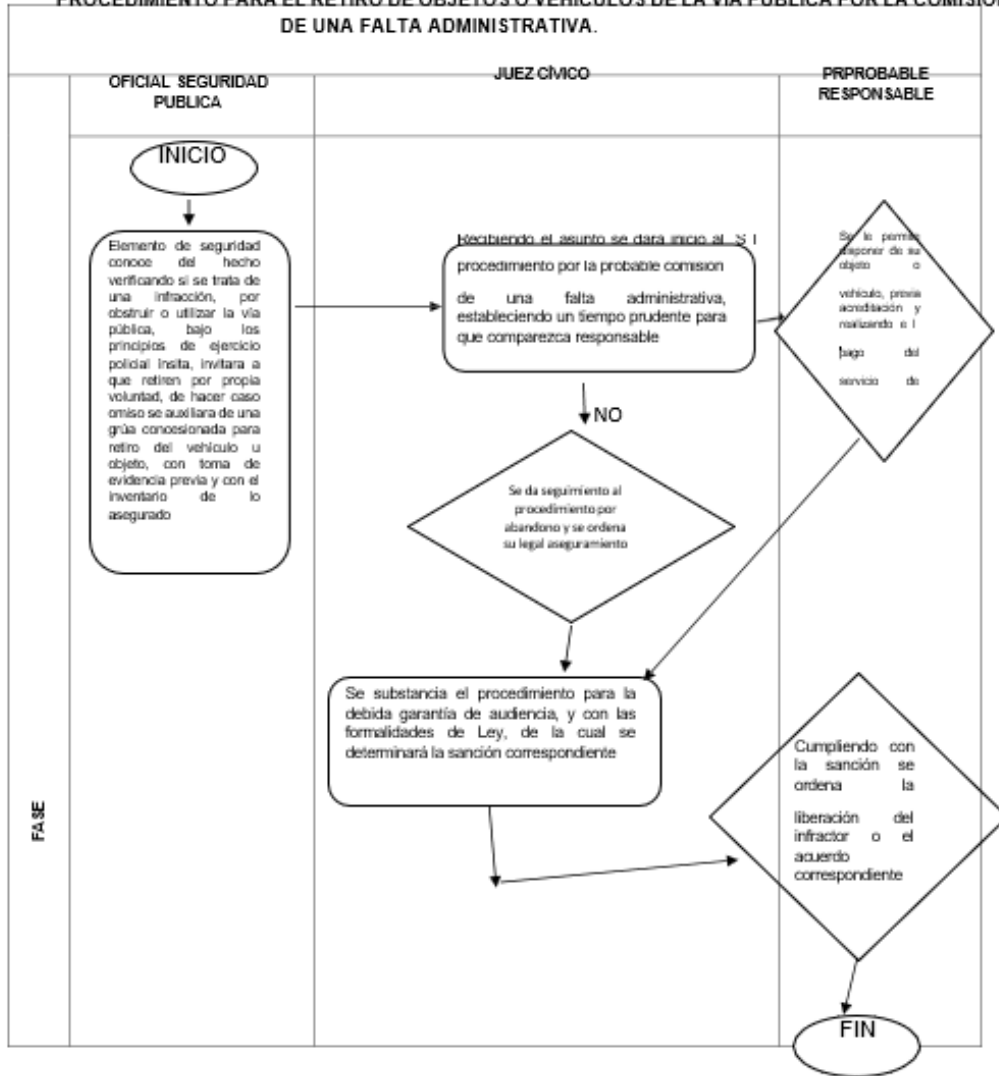 PROCEDIMIENTO PARA EL RETIRO DE OBJETOS O VEHICULOS DE LA VIA PUBLICA POR LA COMISION
DE UNA FALTA ADMINISTRATIVA.
OFICIAL SEGURIDAD
PUBLICA
JUEZ CÍVICO
PRPROBABLE
RESPONSABLE
FASE
INICIO
Elemento de seguridad
conoce del hecho
verificando si se trata de
una infracción, por
obstruir o utilizar la vía
pública, bajo los
principios de ejercicio
policial Insita, invitara a
que retiren por propia
voluntad, de hacer caso
omiso se auxiliara de una
grúa concesionada para
retiro del vehículo u
objeto, con toma de
evidencia previa y con el
inventario de lo
asegurado
Recibiendo el asunto se dara inicio al S I
procedimiento por la probable comision
de una falta administrativa,
estableciendo un tiempo prudente para
que comparezca responsable
Se le permite
disponer de su
objeto o
vehículo, previa
acreditación y
realizando e l
pago del
servicio de
NO
Se da seguimiento al
procedimiento por
abandono y se ordena
su legal aseguramiento
Se substancia el procedimiento para la
debida garantía de audiencia, y con las
formalidades de Ley, de la cual se
determinará la sanción correspondiente
Cumpliendo con
la sanción se
ordena la
liberación del
infractor o el
acuerdo
correspondiente
FIN